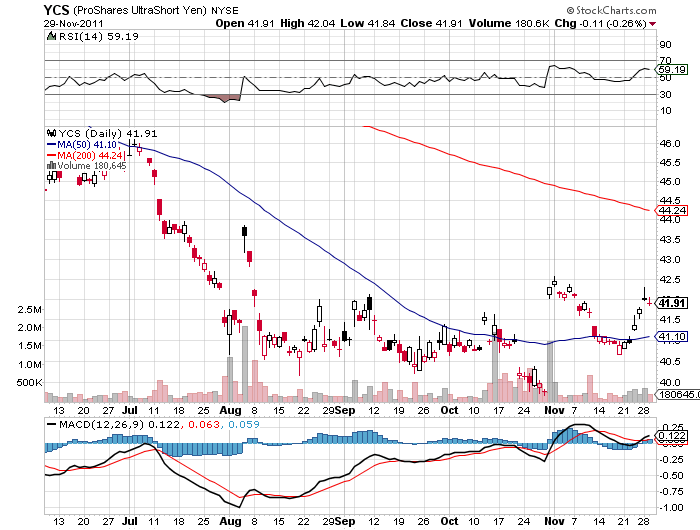 YCS (ProShares UltraShort Yen) NYSE © StockCharts.com
29-Nov-2011 Open 41.91 High 42.04 Low 41.84 Close 41.91 Volume 180.6K Chg -0.11 (-0.26%)
RSI(14) 59.19
90
70
59.19
50
30
10
YCS (Daily) 41.91
MA(50) 41.10
MA(200) 44.24
Volume 180,645
46.0
45.5
45.0
44.5
44.24
44.0
43.5
43.0
42.5
41.91
41.5
41.10
40.5
40.0
2.5M
2.0M
1.5M
1.0M
500K
180645.0
13 20 27 Jul 11 18 25 Aug 8 15 22 29 Sep 12 19 26 Oct 10 17 24 Nov 7 14 21 28
MACD(12,26,9) 0.122, 0.063, 0.059
0.25
0.122
-0.25
-0.50
-0.75
-1.00
13 20 27 Jul 11 18 25 Aug 8 15 22 29 Sep 12 19 26 Oct 10 17 24 Nov 7 14 21 28